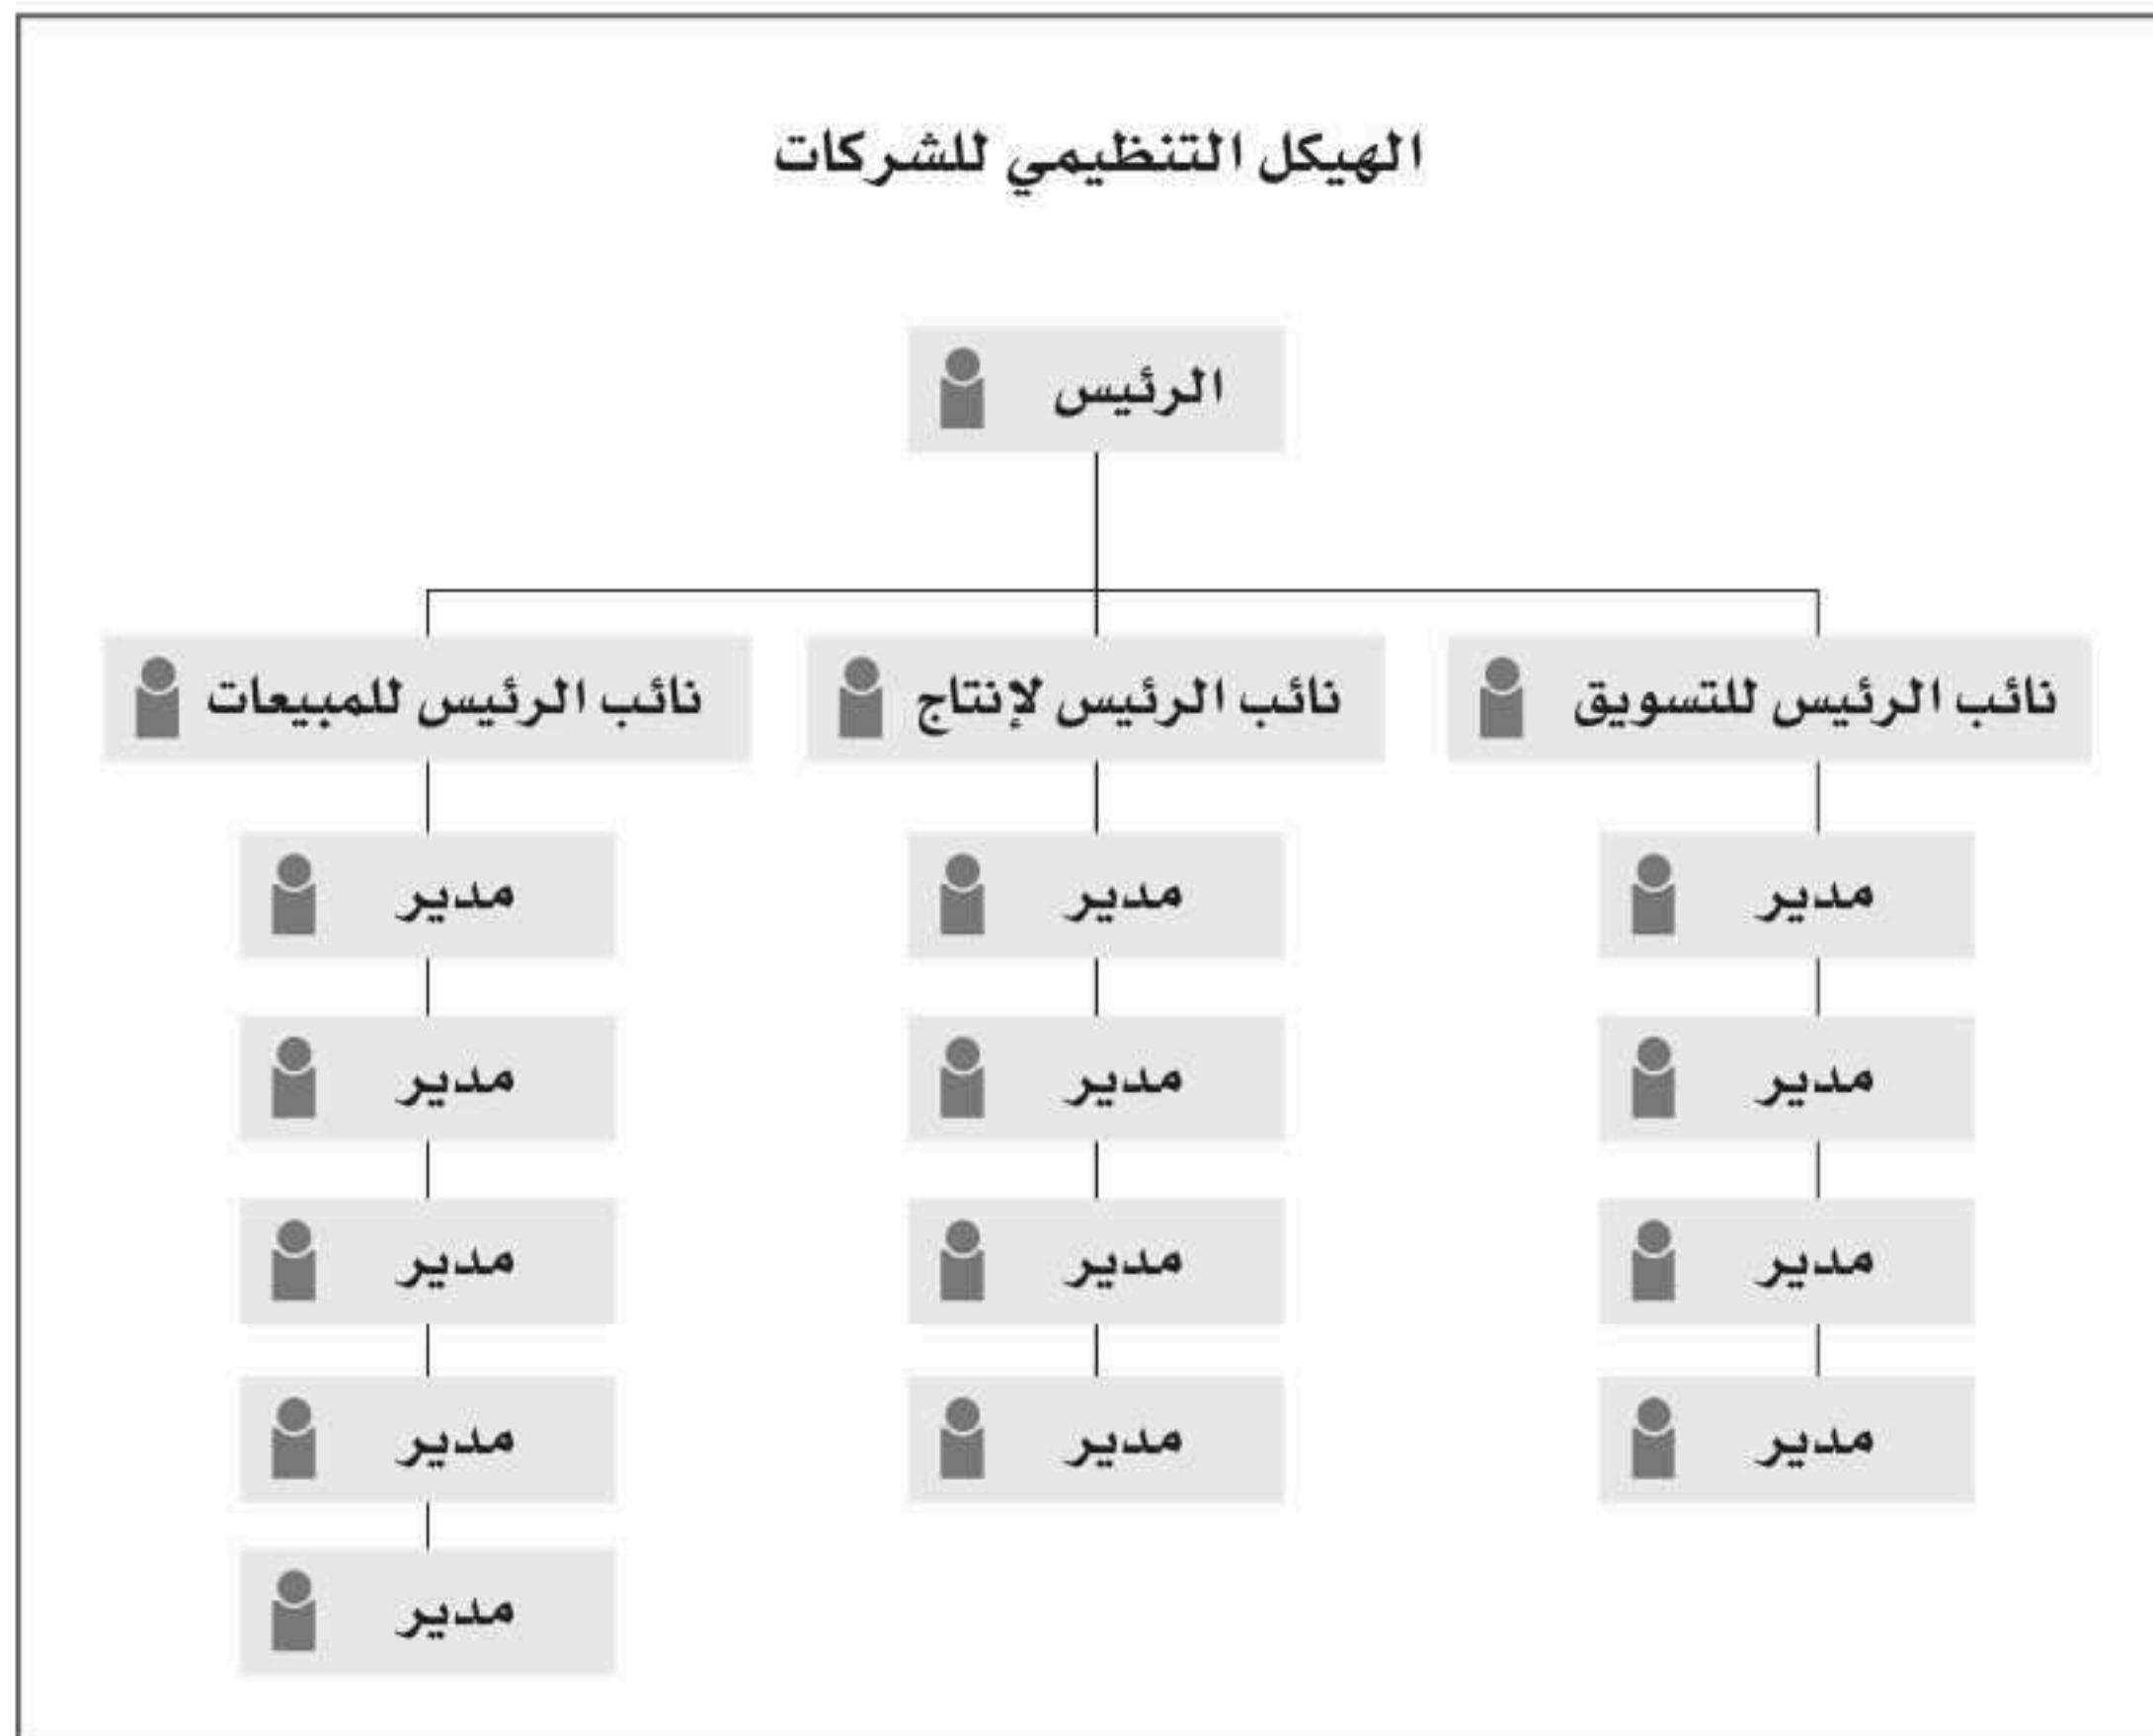 الهيكل التنظيمي للشركات
الرئيس
نائب الرئيس للتسويق
نائب الرئيس لإنتاج
نائب الرئيس للمبيعات
مدير
مدير
مدير
مدير
مدير
مدير
مدير
مدير
مدير
مدير
مدير
مدير
مدير